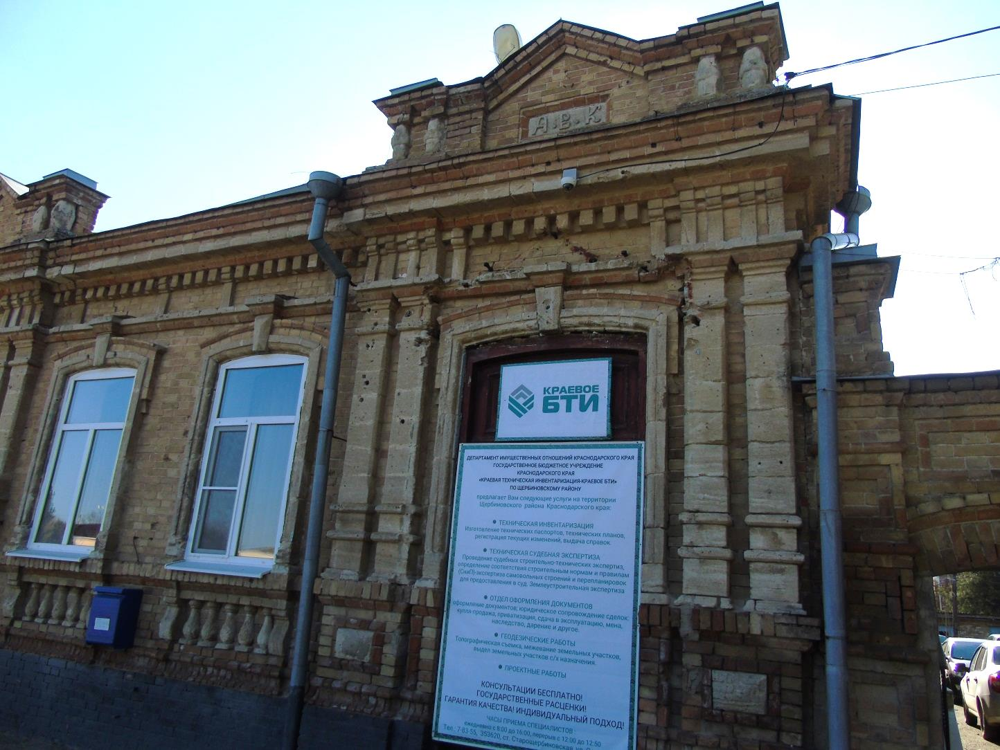 А.В.К
КРАЕВОЕ
БТИ
ДЕПАРТАМЕНТ ИМУЩЕСТВЕННЫХ ОТНОШЕНИЙ КРАСНОДАРСКОГО КРАЯ
ГОСУДАРСТВЕННОЕ БЮДЖЕТНОЕ УЧРЕЖДЕНИЕ
КРАСНОДАРСКОГО КРАЯ
«КРАЕВАЯ ТЕХНИЧЕСКАЯ ИНВЕНТАРИЗАЦИЯ-КРАЕВОЕ БТИ»
ПО ЩЕРБИНОВСКОМУ РАЙОНУ
предлагает Вам следующие услуги на территории
Щербиновского района Краснодарского края:
● ТЕХНИЧЕСКАЯ ИНВЕНТАРИЗАЦИЯ
Изготовление технических паспортов, технических планов,
регистрация текущих изменений, выдача справок
● ТЕХНИЧЕСКАЯ СУДЕБНАЯ ЭКСПЕРТИЗА
Проведение судебных строительно-технических экспертиз,
определение соответствия строительным нормам и правилам
(СниП)-экспертиза самовольных строений и перепланировок
для предоставления в суд. Землеустроительная экспертиза
● ОТДЕЛ ОФОРМЛЕНИЯ ДОКУМЕНТОВ
оформление документов; юридическое сопровождение сделок:
купля-продажа, приватизация, сдача в эксплуатацию, мена,
наследство, дарение и другое.
● ГЕОДЕЗИЧЕСКИЕ РАБОТЫ
Топографическая съемка, межевание земельных участков,
выдел земельных участков с/х назначения.
● ПРОЕКТНЫЕ РАБОТЫ
КОНСУЛЬТАЦИИ БЕСПЛАТНО!
ГОСУДАРСТВЕННЫЕ РАСЦЕНКИ!
ГАРАНТИЯ КАЧЕСТВА! ИНДИВИДУАЛЬНЫЙ ПОДХОД!
ЧАСЫ ПРИЕМА СПЕЦИАЛИСТОВ
ежедневно с 8:00 до 16:00, перерыв с 12:00 до 12:50
Тел.: 7-83-55, 353620, ст. Старощербиновская, ул.